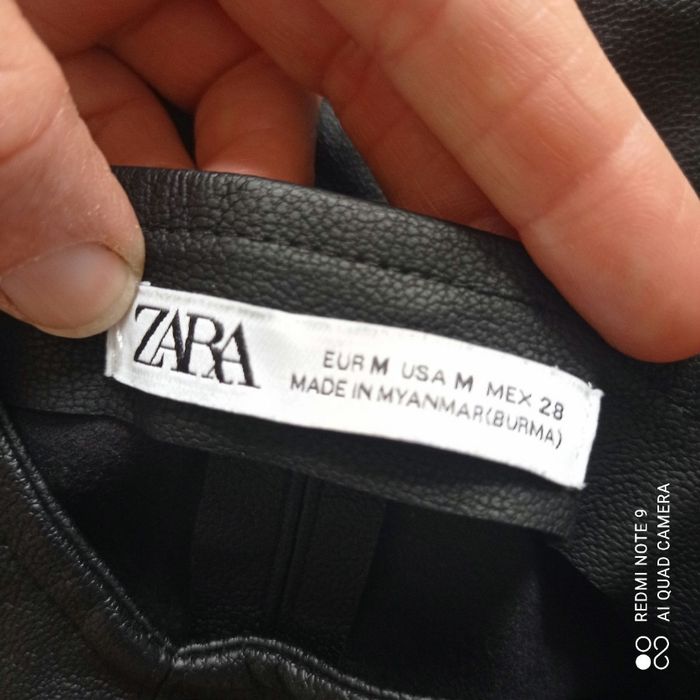 ZARA
EUR M USA M MEX 28
MADE IN MYANMAR(BURMA)
REDMI NOTE 9
AI QUAD CAMERA